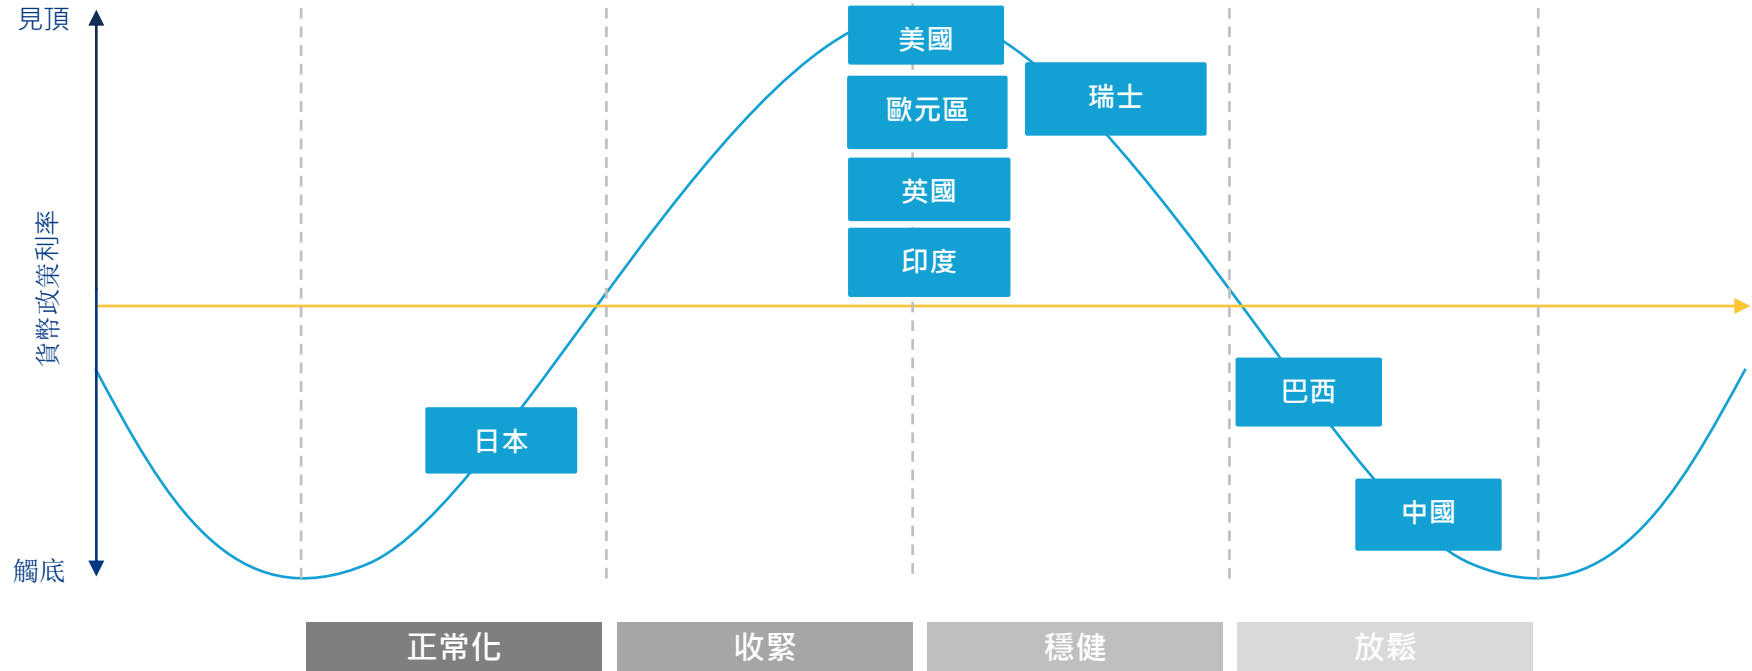 見頂
美國
瑞士
歐元區
英國
印度
貨幣政策利率
巴西
日本
中國
觸底
正常化
收緊
穩健
放鬆